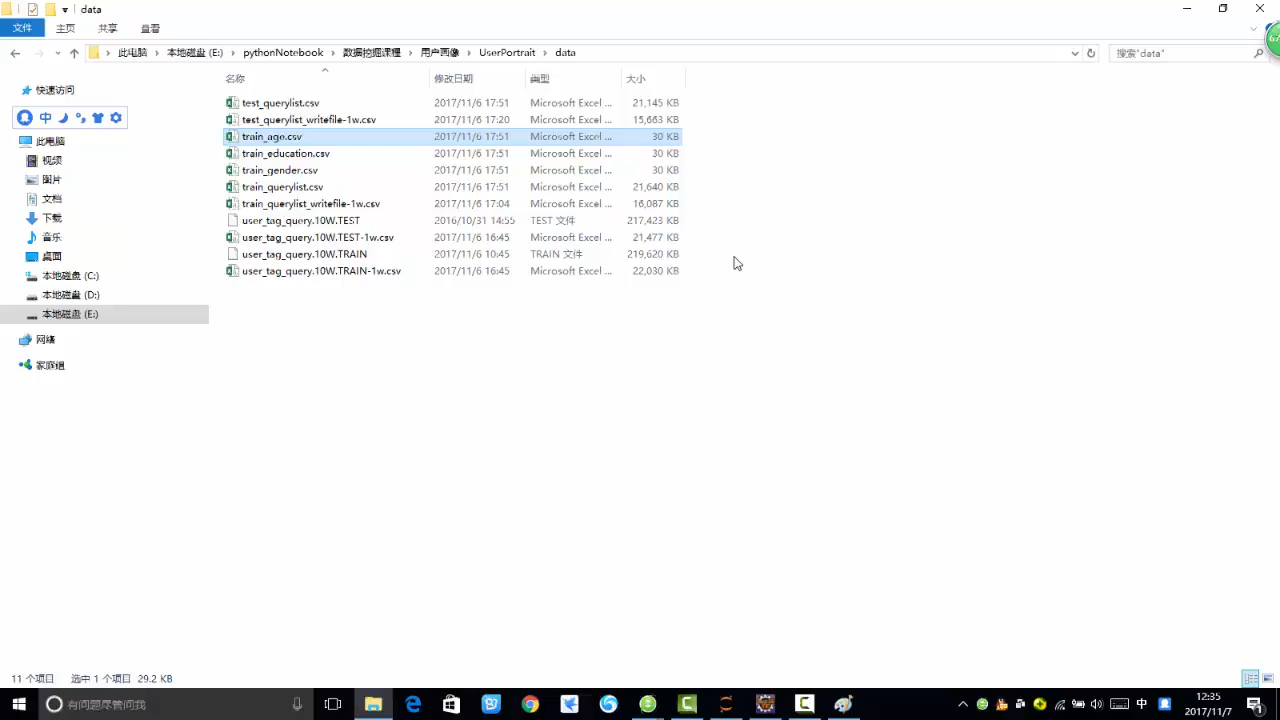 data
文件 主页 共享 查看
此电脑 本地磁盘 (E:) pythonNotebook 数据挖掘课程 用户画像 UserPortrait data 搜索"data"
名称 修改日期 类型 大小
快速访问
中
此电脑
视频
图片
文档
下载
音乐
桌面
本地磁盘 (C:)
本地磁盘 (D:)
本地磁盘 (E:)
网络
家庭组
test_querylist.csv 2017/11/6 17:51 Microsoft Excel ... 21,145 KB
test_querylist_writefile-1w.csv 2017/11/6 17:20 Microsoft Excel ... 15,663 KB
train_age.csv 2017/11/6 17:51 Microsoft Excel ... 30 KB
train_education.csv 2017/11/6 17:51 Microsoft Excel ... 30 KB
train_gender.csv 2017/11/6 17:51 Microsoft Excel ... 30 KB
train_querylist.csv 2017/11/6 17:51 Microsoft Excel ... 21,640 KB
train_querylist_writefile-1w.csv 2017/11/6 17:04 Microsoft Excel ... 16,087 KB
user_tag_query.10W.TEST 2016/10/31 14:55 TEST 文件 217,423 KB
user_tag_query.10W.TEST-1w.csv 2017/11/6 16:45 Microsoft Excel ... 21,477 KB
user_tag_query.10W.TRAIN 2017/11/6 10:45 TRAIN 文件 219,620 KB
user_tag_query.10W.TRAIN-1w.csv 2017/11/6 16:45 Microsoft Excel ... 22,030 KB
11 个项目 选中 1 个项目 29.2 KB
有问题尽管问我
中
12:35
2017/11/7